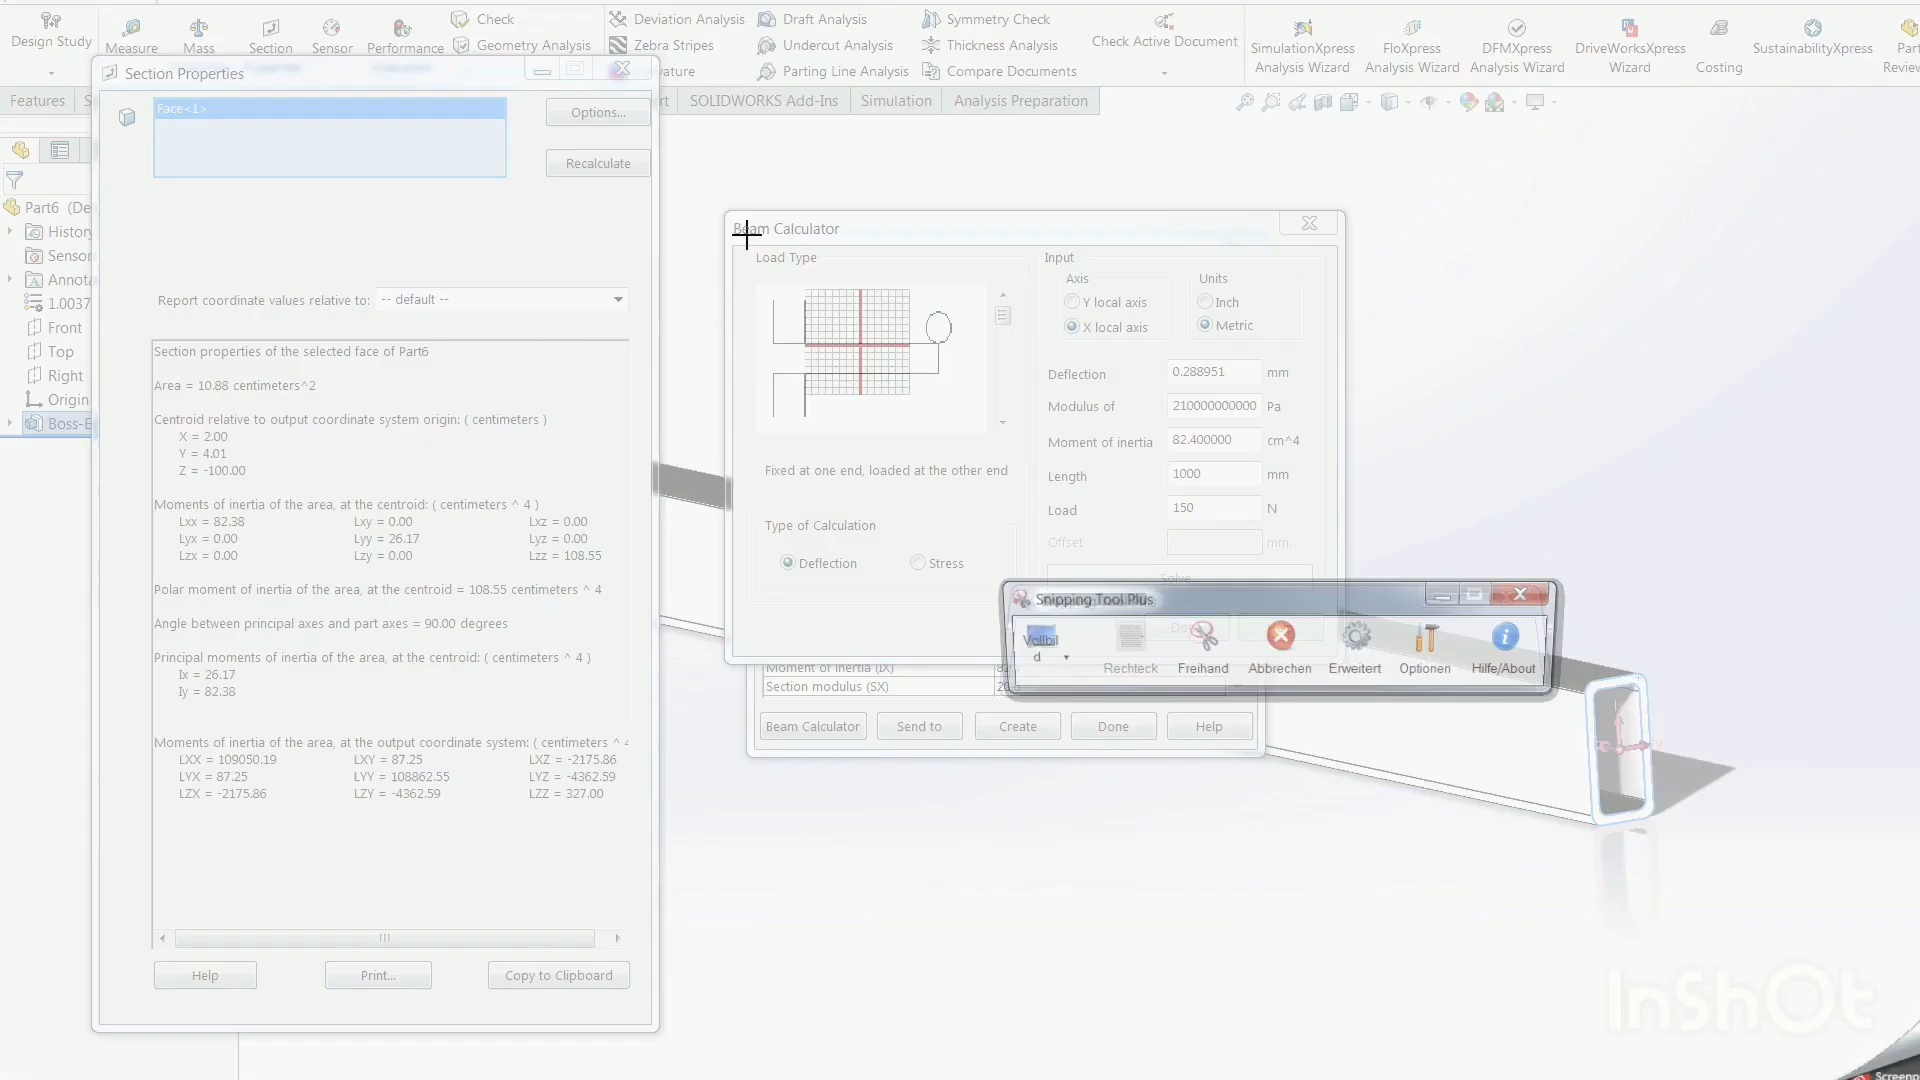 Design Study
Measure
Mass
Section
Sensor
Performance
Check
Geometry Analysis
Deviation Analysis
Zebra Stripes
Draft Analysis
Undercut Analysis
Parting Line Analysis
Symmetry Check
Thickness Analysis
Compare Documents
Check Active Document
SimulationXpress
Analysis Wizard
FloXpress
Analysis Wizard
DFMXpress
Analysis Wizard
DriveWorksXpress
Wizard
Costing
SustainabilityXpress
Part
Features
SOLIDWORKS Add-Ins
Simulation
Analysis Preparation
Section Properties
Face<1>
Options...
Recalculate
Part6 (De
History
Sensor
Annota
1.0037
Front
Top
Right
Origin
Boss-E
Report coordinate values relative to:
-- default --
Section properties of the selected face of Part6
Area = 10.88 centimeters^2
Centroid relative to output coordinate system origin: ( centimeters )
X = 2.00
Y = 4.01
Z = -100.00
Moments of inertia of the area, at the centroid: ( centimeters ^ 4 )
Lxx = 82.38 Lxy = 0.00 Lxz = 0.00
Lyx = 0.00 Lyy = 26.17 Lyz = 0.00
Lzx = 0.00 Lzy = 0.00 Lzz = 108.55
Polar moment of inertia of the area, at the centroid = 108.55 centimeters ^ 4
Angle between principal axes and part axes = 90.00 degrees
Principal moments of inertia of the area, at the centroid: ( centimeters ^ 4 )
Ix = 26.17
Iy = 82.38
Moments of inertia of the area, at the output coordinate system: ( centimeters ^ 4
LXX = 109050.19 LXY = 87.25 LXZ = -2175.86
LYX = 87.25 LYY = 108862.55 LYZ = -4362.59
LZX = -2175.86 LZY = -4362.59 LZZ = 327.00
Help
Print...
Copy to Clipboard
Beam Calculator
Load Type
Fixed at one end, loaded at the other end
Type of Calculation
Deflection
Stress
Input
Axis
Y local axis
X local axis
Units
Inch
Metric
Deflection 0.288951 mm
Modulus of 210000000000 Pa
Moment of inertia 82.400000 cm^4
Length 1000 mm
Load 150 N
Offset mm.
Solve
Moment of inertia (IX)
Section modulus (SX)
Beam Calculator
Send to
Create
Done
Help
Snipping Tool Plus
Vollbil
d
Rechteck
Freihand
Abbrechen
Erweitert
Optionen
Hilfe/About
InShOt